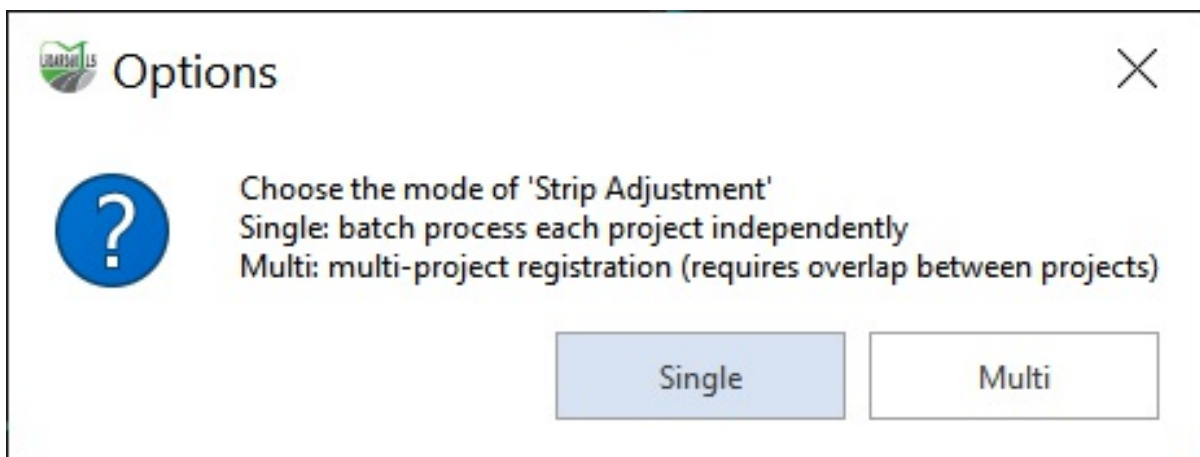 Options
Choose the mode of 'Strip Adjustment'
Single: batch process each project independently
Multi: multi-project registration (requires overlap between projects)
Single
Multi